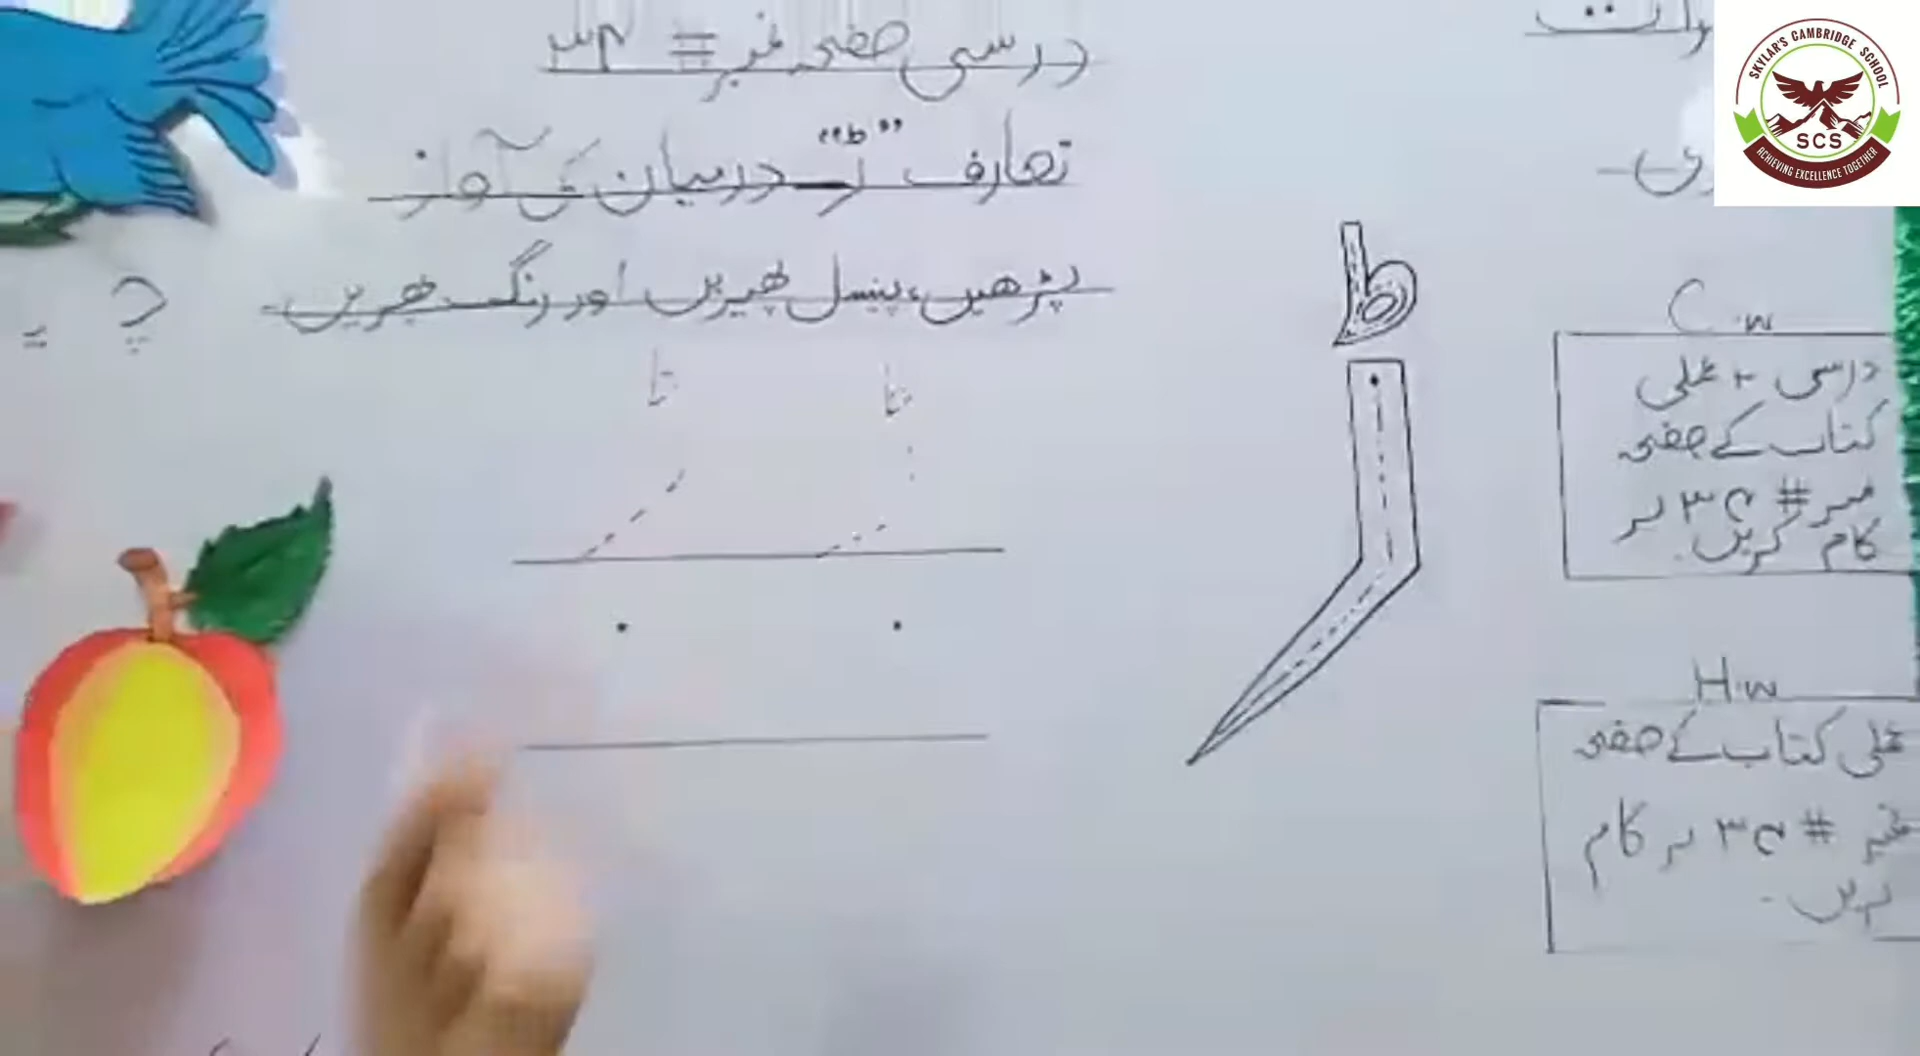 درسی صفحہ نمبر # ۳۴
تعارف "ڑ" درمیان کی آواز
پڑھیں، پنسل پھیریں اور رنگ بھریں۔
ڑ
C.w
درسی + عملی
کتاب کے صفحہ
نمبر # ۳۴ پر
کام کریں۔
H.w
عملی کتاب کے صفحہ
نمبر # ۳۴ پر کام
کریں۔
SKYLAR'S CAMBRIDGE SCHOOL
SCS
ACHIEVING EXCELLENCE TOGETHER